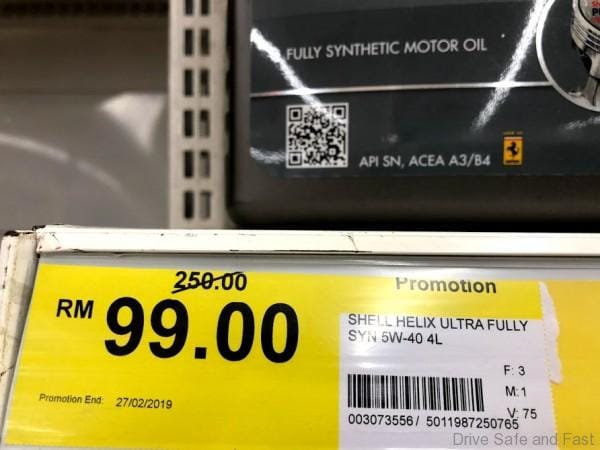 FULLY SYNTHETIC MOTOR OIL
API SN, ACEA A3/B4
250.00
RM 99.00
Promotion End: 27/02/2019
Promotion
SHELL HELIX ULTRA FULLY
SYN 5W-40 4L
F: 3
M: 1
V: 75
003073556/ 5011987250765
Drive Safe and Fast